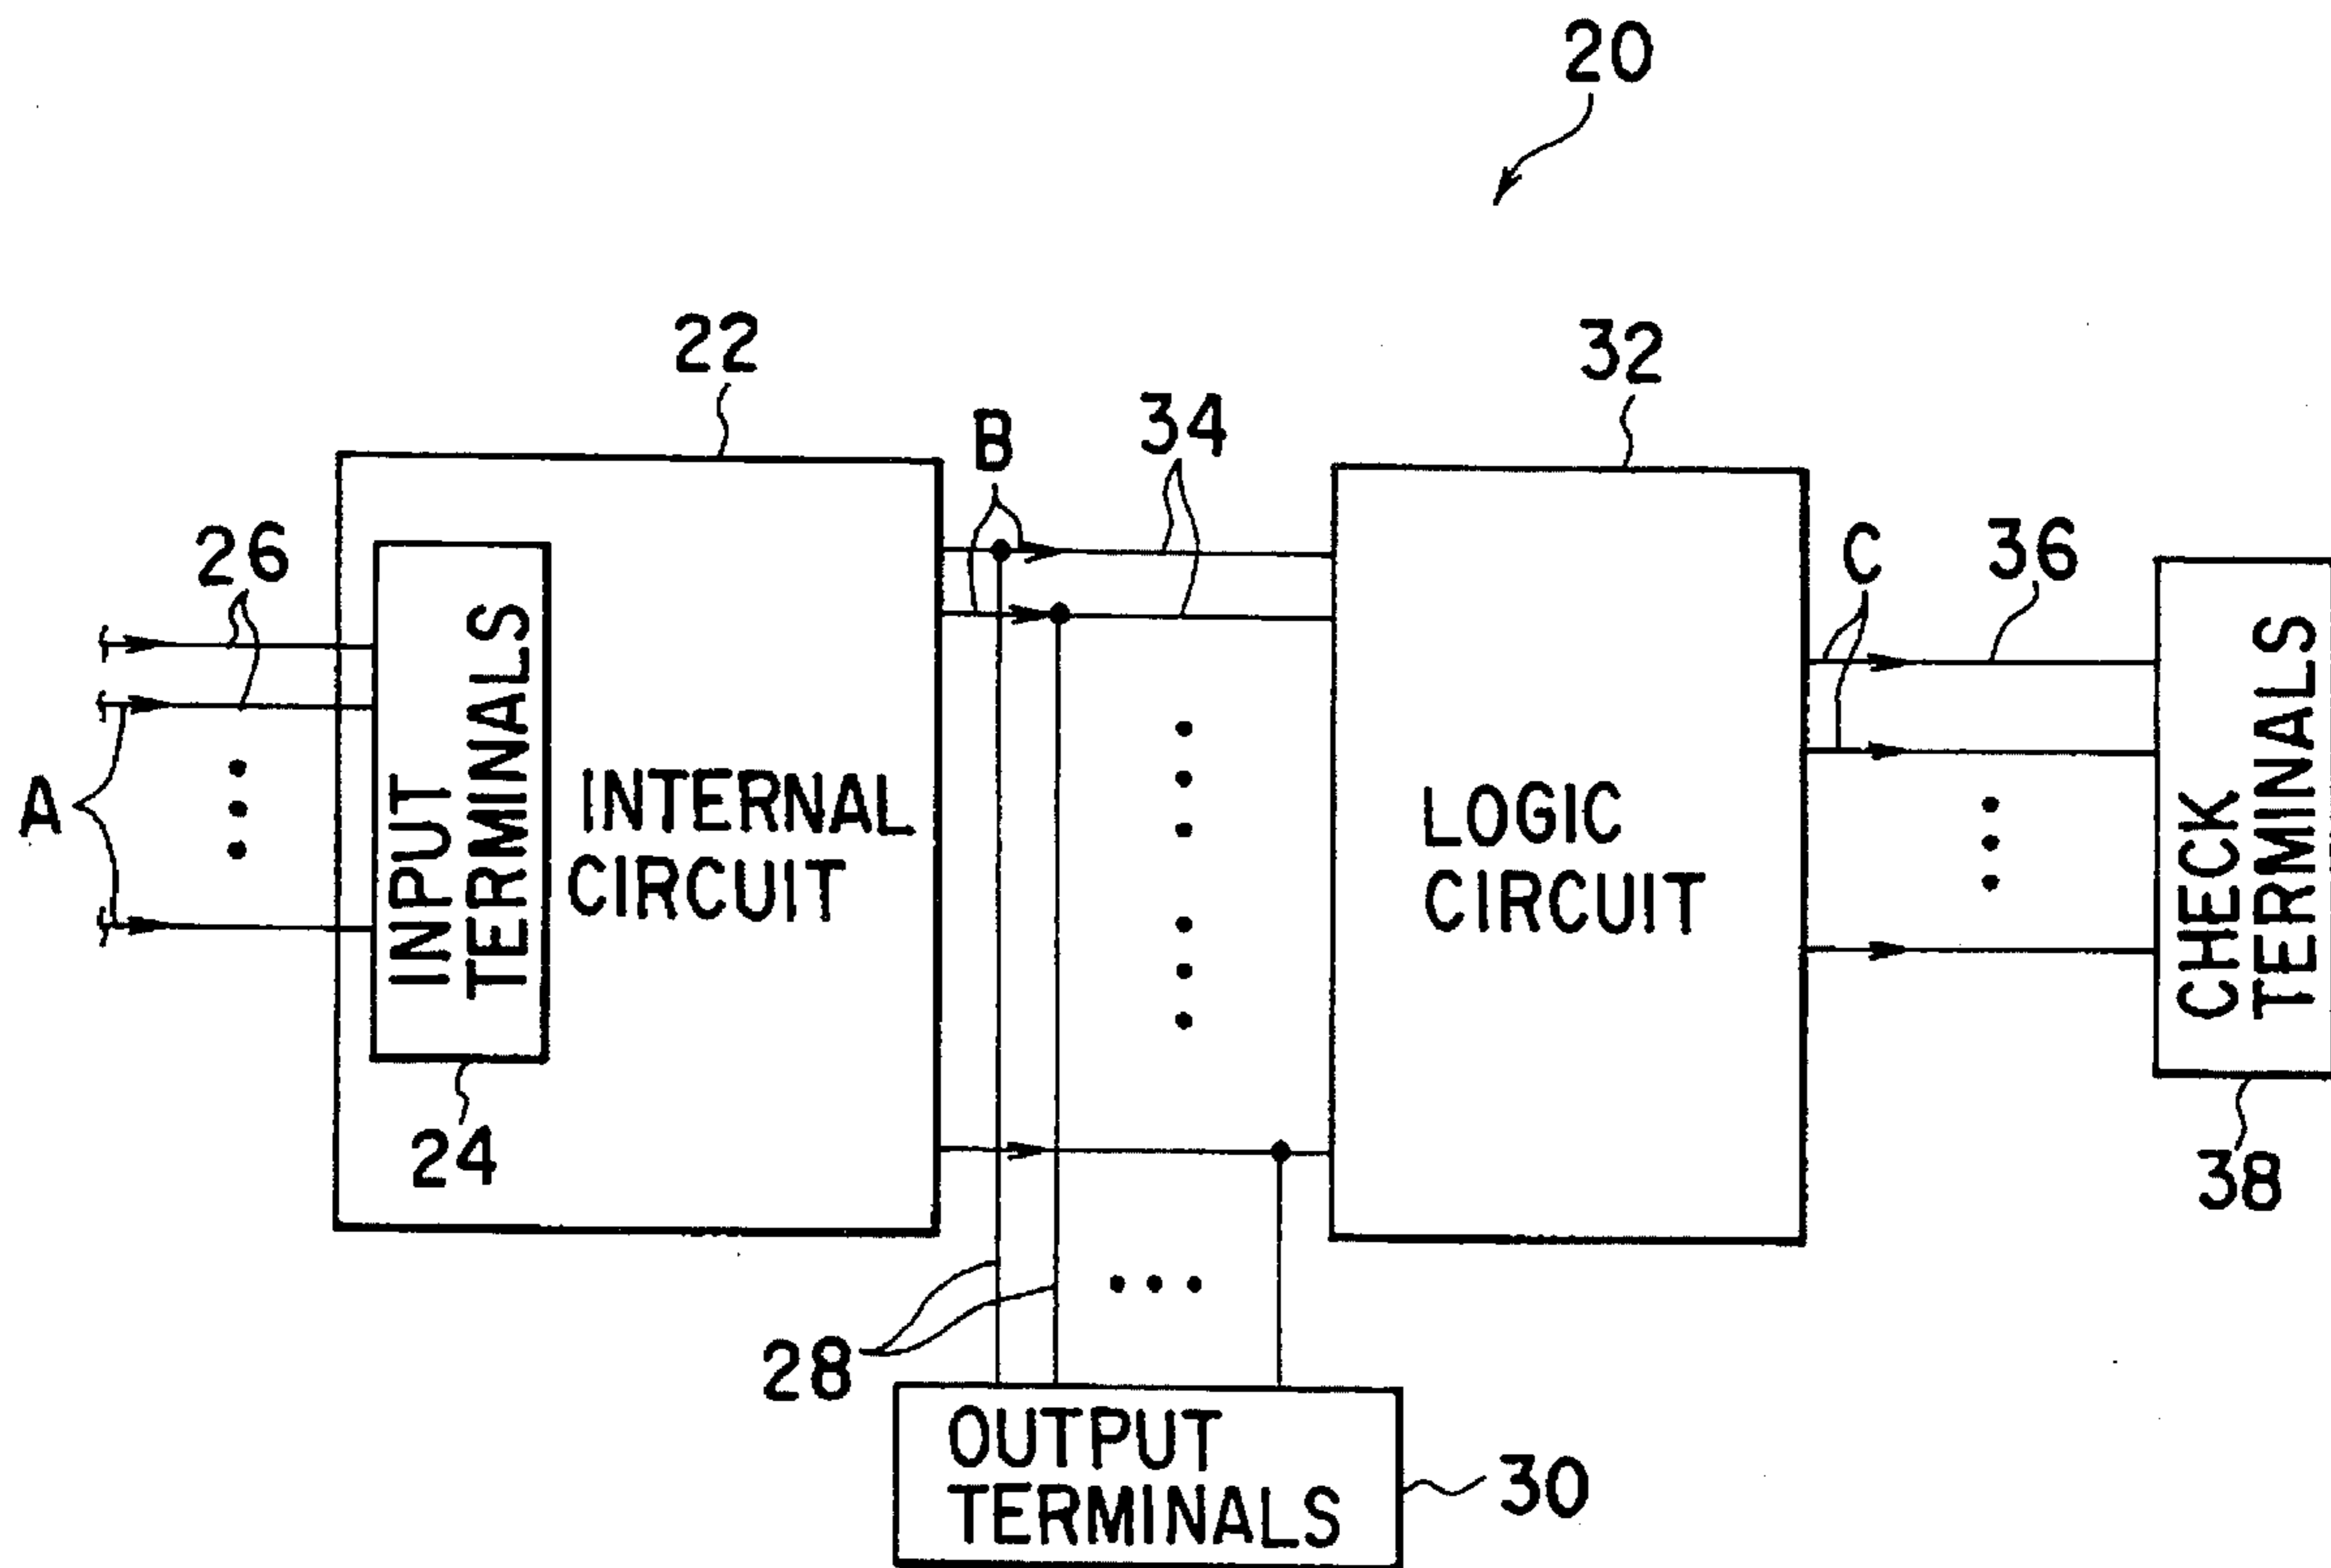 20
22
32
B
34
26
C
36
A
INPUT
TERMINALS
INTERNAL
CIRCUIT
LOGIC
CIRCUIT
CHECK
TERMINALS
24
38
28
OUTPUT
TERMINALS
30